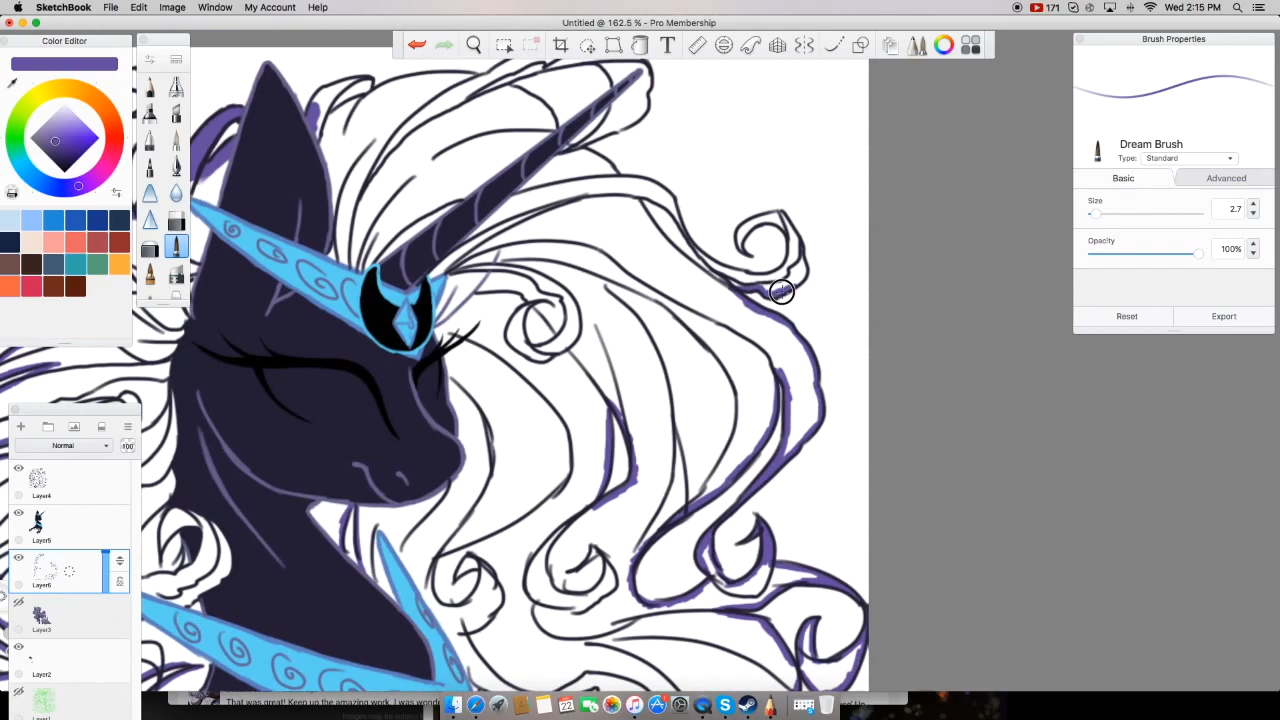 SketchBook File Edit Image Window My Account Help
171 Wed 2:15 PM
Untitled @ 162.5 % - Pro Membership
Color Editor
Brush Properties
Dream Brush
Type: Standard
Basic Advanced
Size
2.7
Opacity
100%
Reset Export
Normal
100
Layer4
Layer5
Layer6
Layer3
Layer2
Layer1
22
That was great! Keep up the amazing work. I was